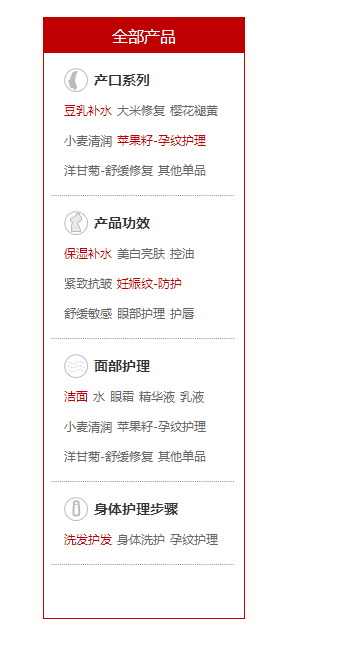 全部产品
产口系列
豆乳补水 大米修复 樱花褪黄
小麦清润 苹果籽-孕纹护理
洋甘菊-舒缓修复 其他单品
产品功效
保湿补水 美白亮肤 控油
紧致抗皱 妊娠纹-防护
舒缓敏感 眼部护理 护唇
面部护理
洁面 水 眼霜 精华液 乳液
小麦清润 苹果籽-孕纹护理
洋甘菊-舒缓修复 其他单品
身体护理步骤
洗发护发 身体洗护 孕纹护理